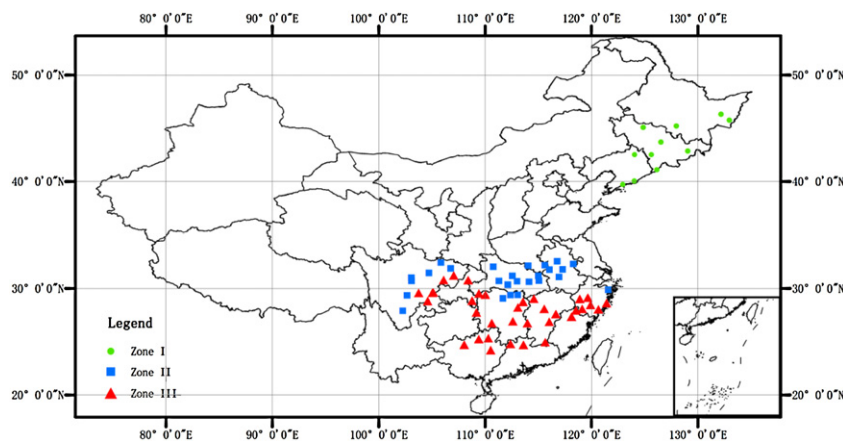 80° 0′0″E 90° 0′0″E 100° 0′0″E 110° 0′0″E 120° 0′0″E 130° 0′0″E
50° 0′0″N 50° 0′0″N
40° 0′0″N 40° 0′0″N
30° 0′0″N 30° 0′0″N
Legend
Zone I
Zone II
20° 0′0″N Zone III 20° 0′0″N
80° 0′0″E 90° 0′0″E 100° 0′0″E 110° 0′0″E 120° 0′0″E 130° 0′0″E